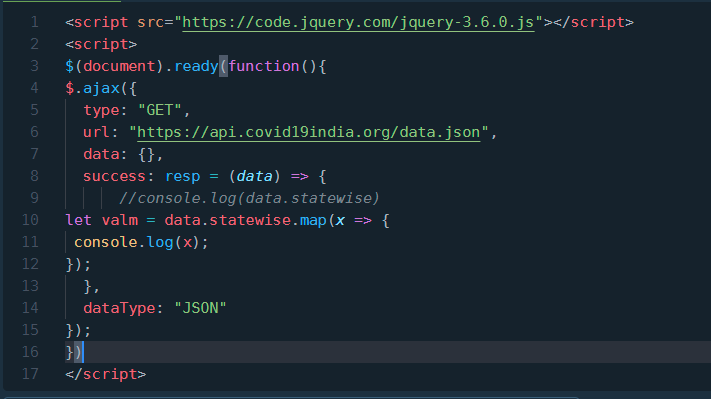 1 <script src="https://code.jquery.com/jquery-3.6.0.js"></script>
2 <script>
3 $(document).ready(function(){
4 $.ajax({
5 type: "GET",
6 url: "https://api.covid19india.org/data.json",
7 data: {},
8 success: resp = (data) => {
9 //console.log(data.statewise)
10 let valm = data.statewise.map(x => {
11 console.log(x);
12 });
13 },
14 dataType: "JSON"
15 });
16 })
17 </script>